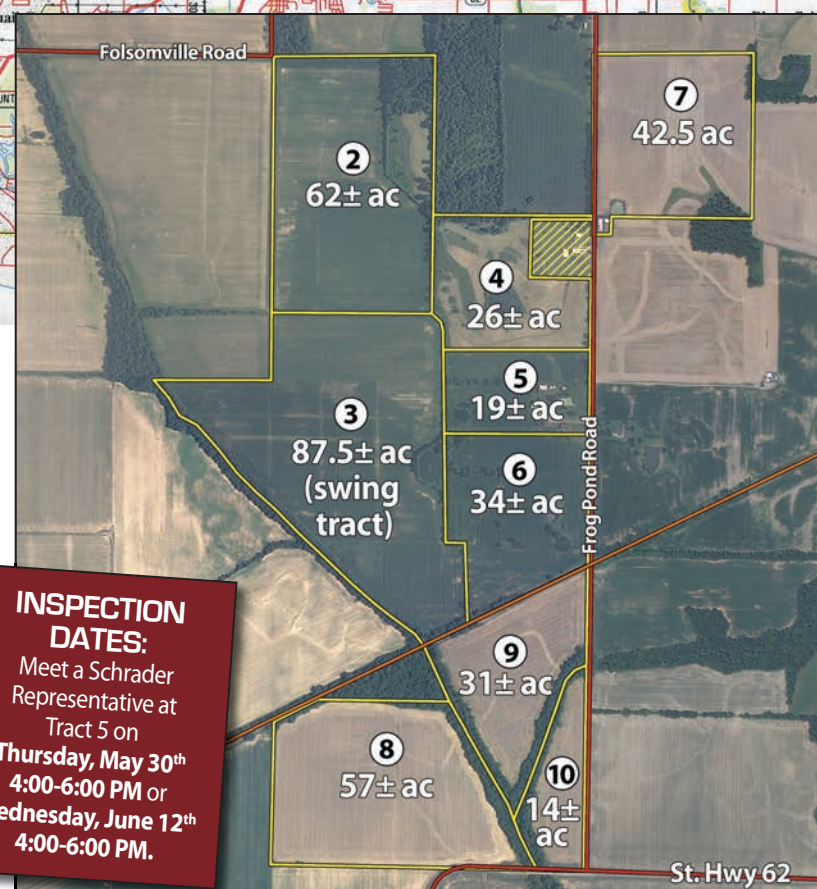 Folsomville Road
2
62± ac
7
42.5 ac
4
26± ac
5
19± ac
3
87.5± ac
(swing
tract)
6
34± ac
Frog Pond Road
9
31± ac
8
57± ac
10
14±
ac
St. Hwy 62
INSPECTION
DATES:
Meet a Schrader
Representative at
Tract 5 on
Thursday, May 30th
4:00-6:00 PM or
Wednesday, June 12th
4:00-6:00 PM.